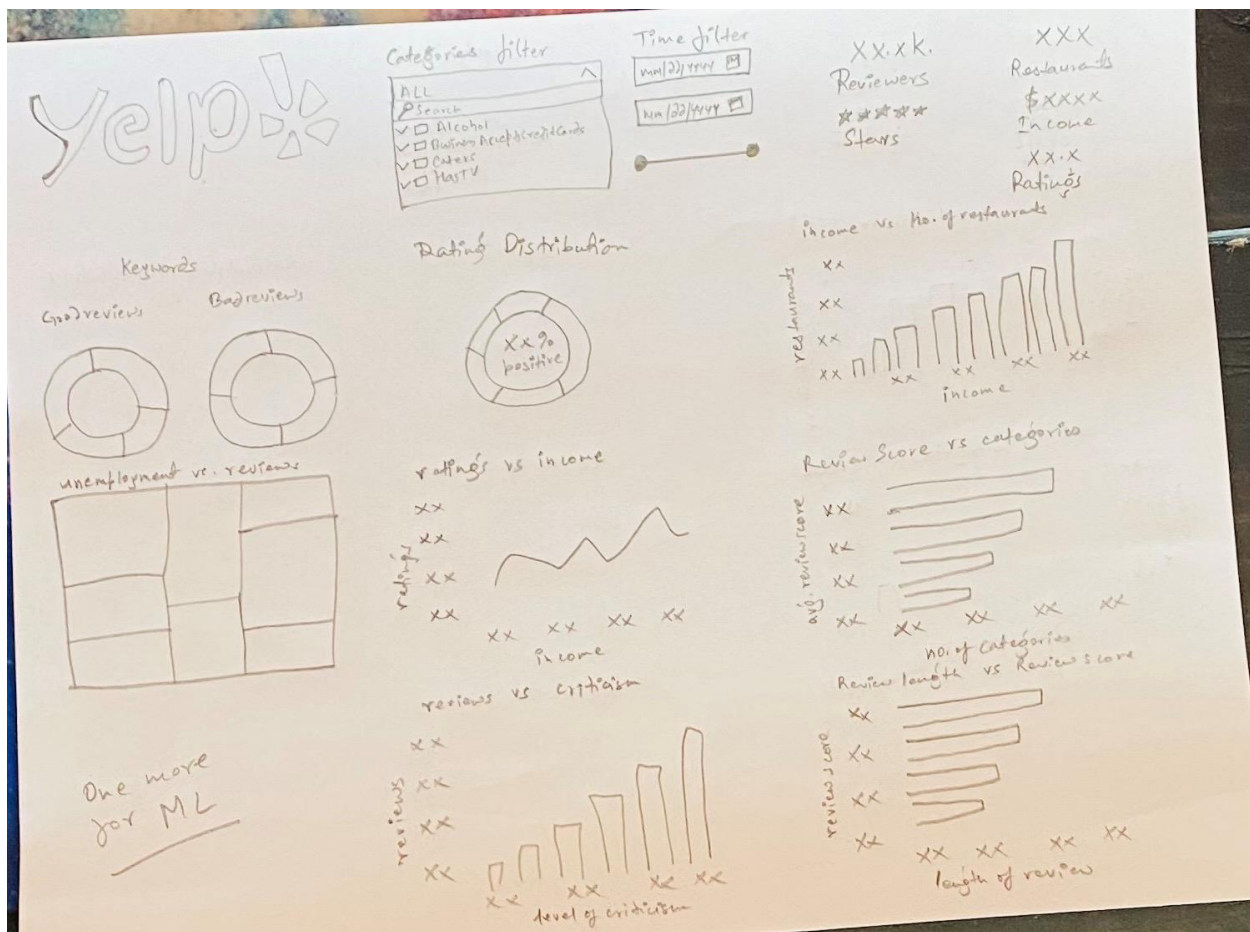 Yelp
Categories filter
ALL
Search
Alcohol
Caters
HasTV
Time filter
mm/dd/yyyy
mm/dd/yyyy
XX.XK.
Reviewers
Stars
XXX
Restaurants
$XXXX
Income
XX.X
Ratings
Keywords
Good reviews
Bad reviews
Rating Distribution
XX%
positive
income vs No. of restaurants
restaurants
XX
XX
XX
XX
XX XX XX XX
income
unemployment vs. reviews
ratings vs income
ratings
XX
XX
XX
XX
XX XX XX XX
income
Review Score vs categories
avg. review score
XX
XX
XX
XX
XX XX XX XX
no. of categories
One more
for ML
reviews vs criticism
reviews
XX
XX
XX
XX
XX XX XX XX
level of criticism
Review length vs Review score
review score
XX
XX
XX
XX
XX XX XX XX
length of review